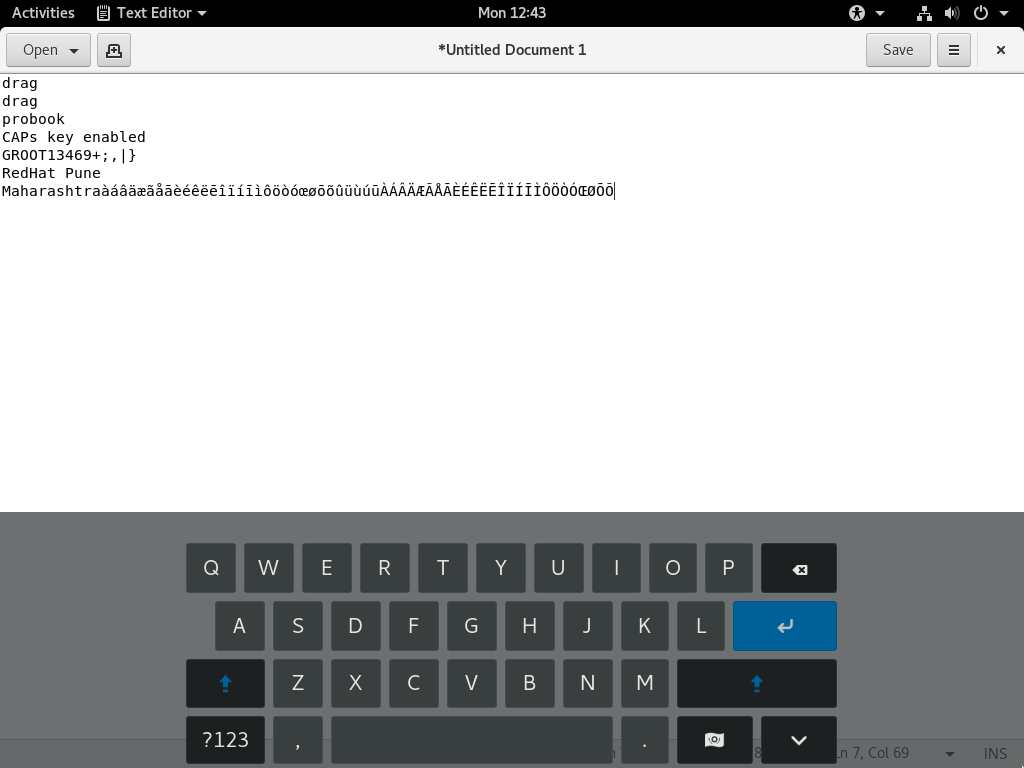 Activities Text Editor Mon 12:43
Open *Untitled Document 1 Save
drag
drag
probook
CAPs key enabled
GROOT13469+;,|}
RedHat Pune
MaharashtraàáâäæãåāèéêëēîïíīìôöòóœøōõûüùúūÀÁÂÄÆÃÅĀÈÉÊËĒÎÏÍĪÌÔÖÒÓŒØŌÕ
Q W E R T Y U I O P
A S D F G H J K L
Z X C V B N M
?123 , .
Ln 7, Col 69 INS